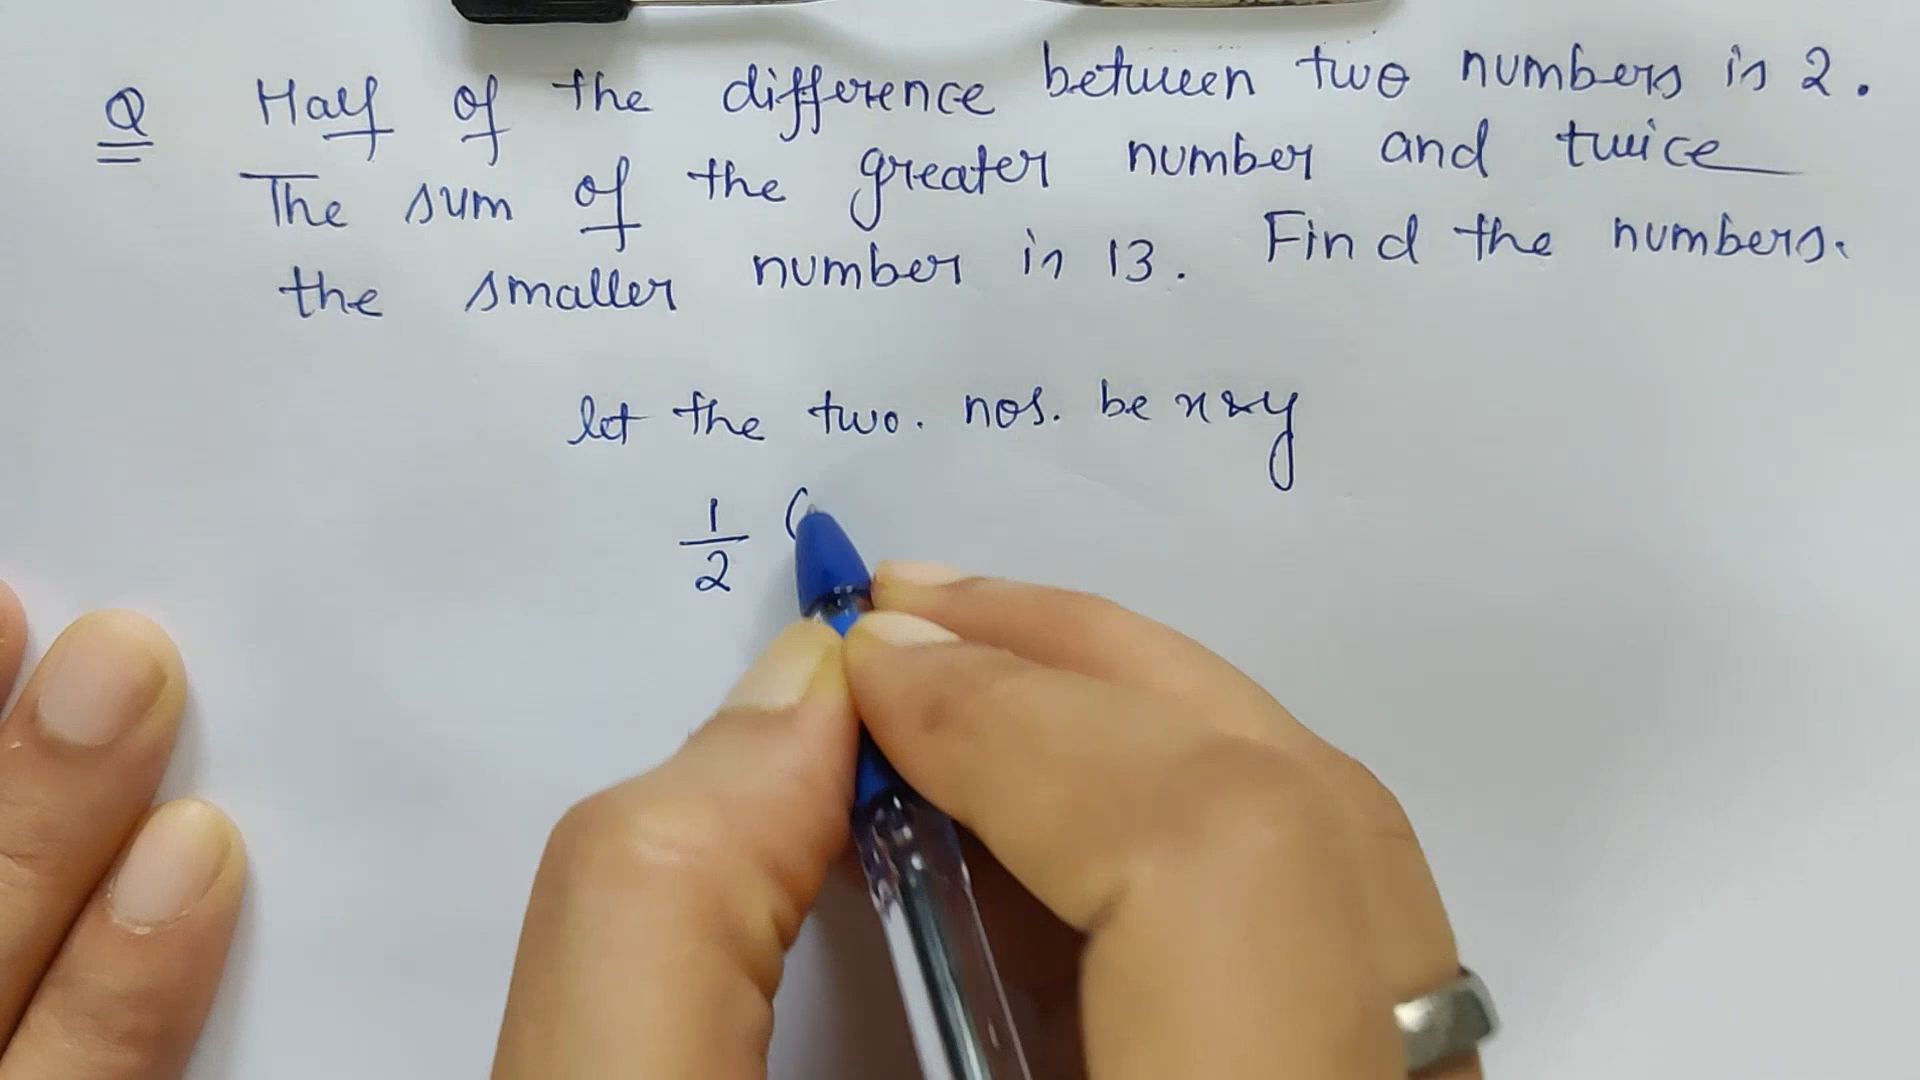 Q Half of the difference between two numbers is 2.
The sum of the greater number and twice
the smaller number is 13. Find the numbers.
let the two. nos. be x & y
1/2 (